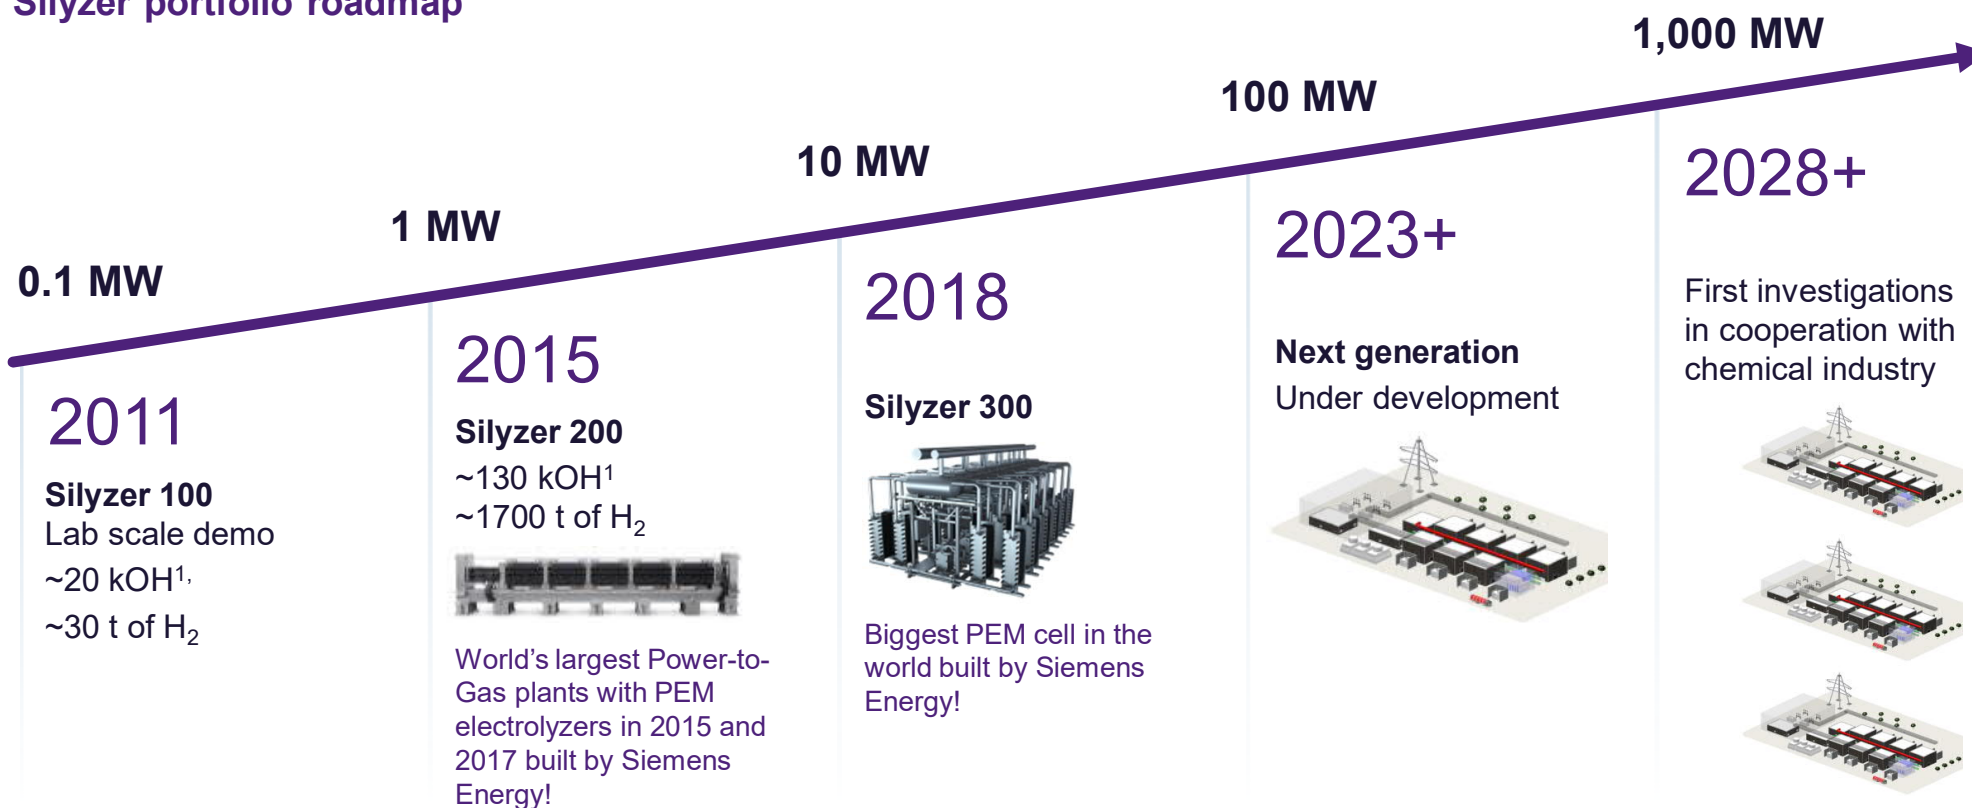 Silyzer portfolio roadmap
0.1 MW
1 MW
10 MW
100 MW
1,000 MW
2011
Silyzer 100
Lab scale demo
~20 kOH¹,
~30 t of H₂
2015
Silyzer 200
~130 kOH¹
~1700 t of H₂
World’s largest Power-to-
Gas plants with PEM
electrolyzers in 2015 and
2017 built by Siemens
Energy!
2018
Silyzer 300
Biggest PEM cell in the
world built by Siemens
Energy!
2023+
Next generation
Under development
2028+
First investigations
in cooperation with
chemical industry